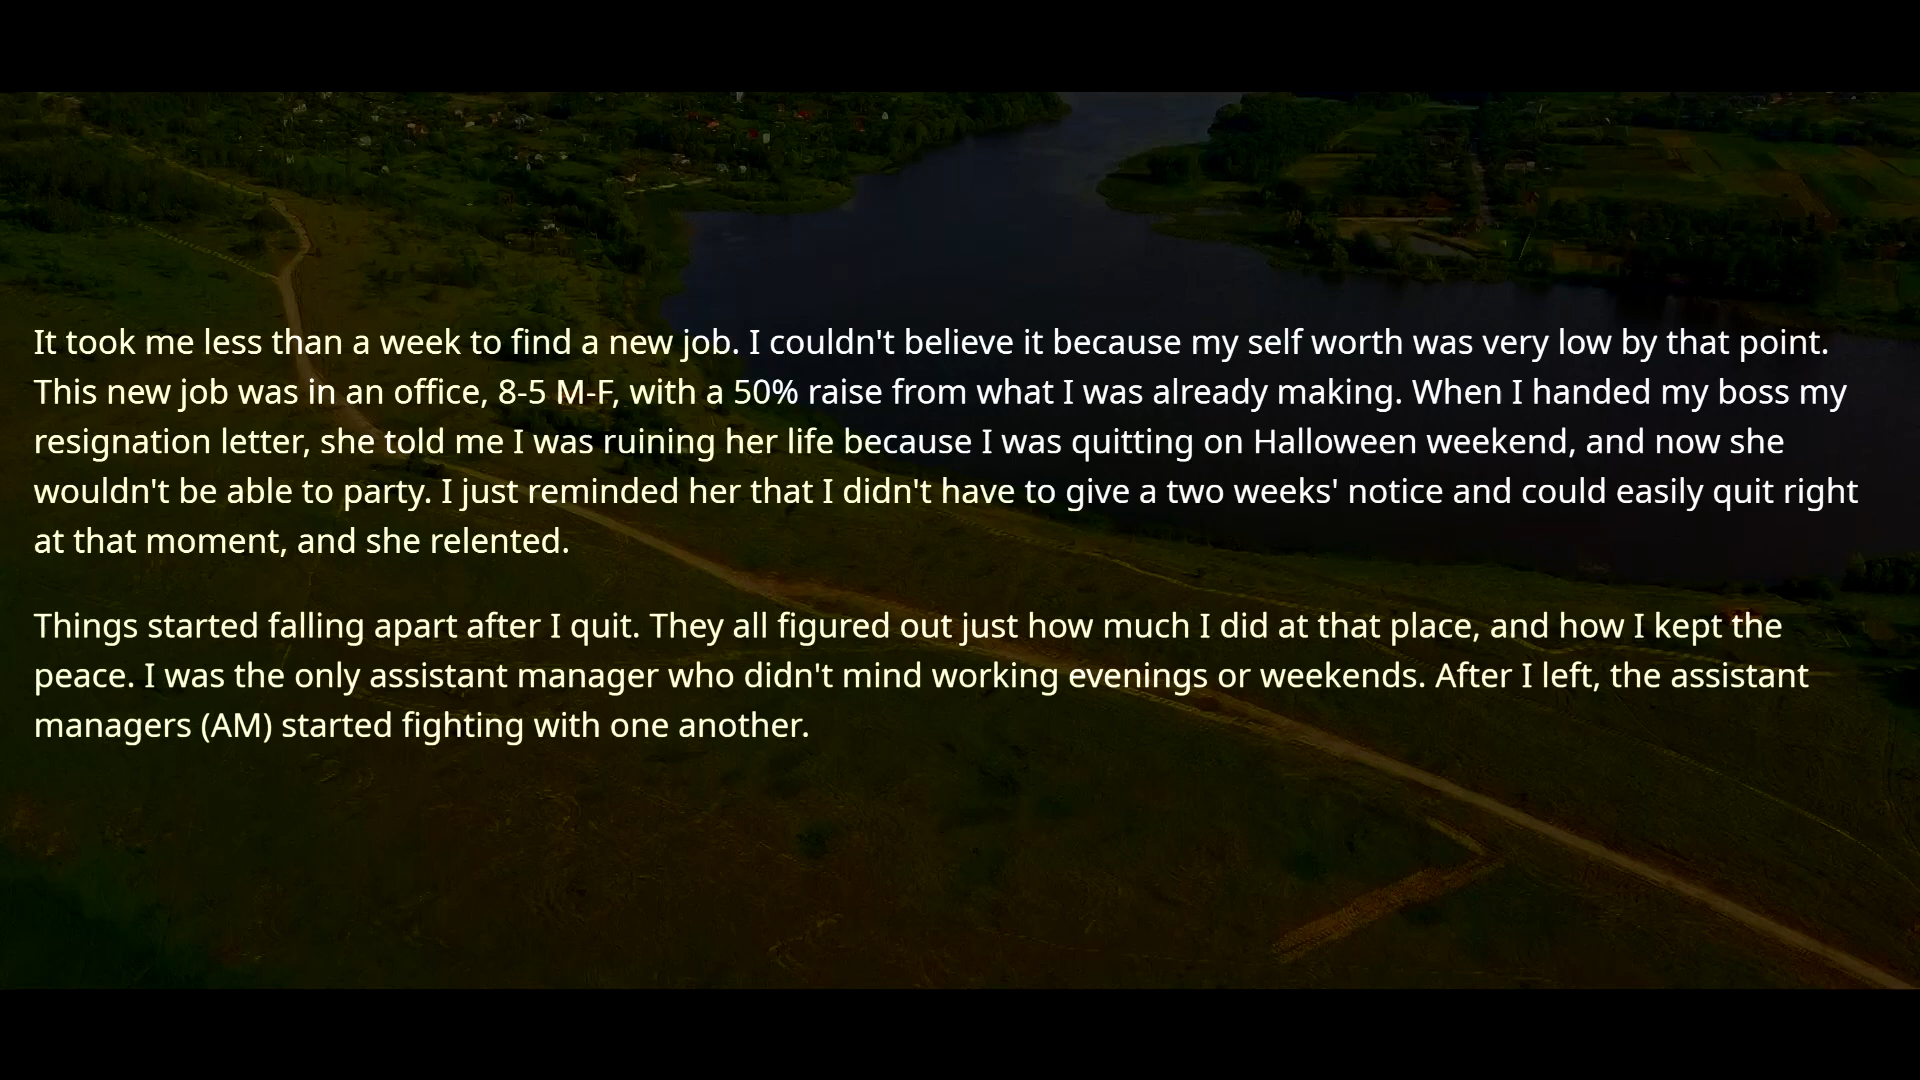 It took me less than a week to find a new job. I couldn't believe it because my self worth was very low by that point.
This new job was in an office, 8-5 M-F, with a 50% raise from what I was already making. When I handed my boss my
resignation letter, she told me I was ruining her life because I was quitting on Halloween weekend, and now she
wouldn't be able to party. I just reminded her that I didn't have to give a two weeks' notice and could easily quit right
at that moment, and she relented.
Things started falling apart after I quit. They all figured out just how much I did at that place, and how I kept the
peace. I was the only assistant manager who didn't mind working evenings or weekends. After I left, the assistant
managers (AM) started fighting with one another.